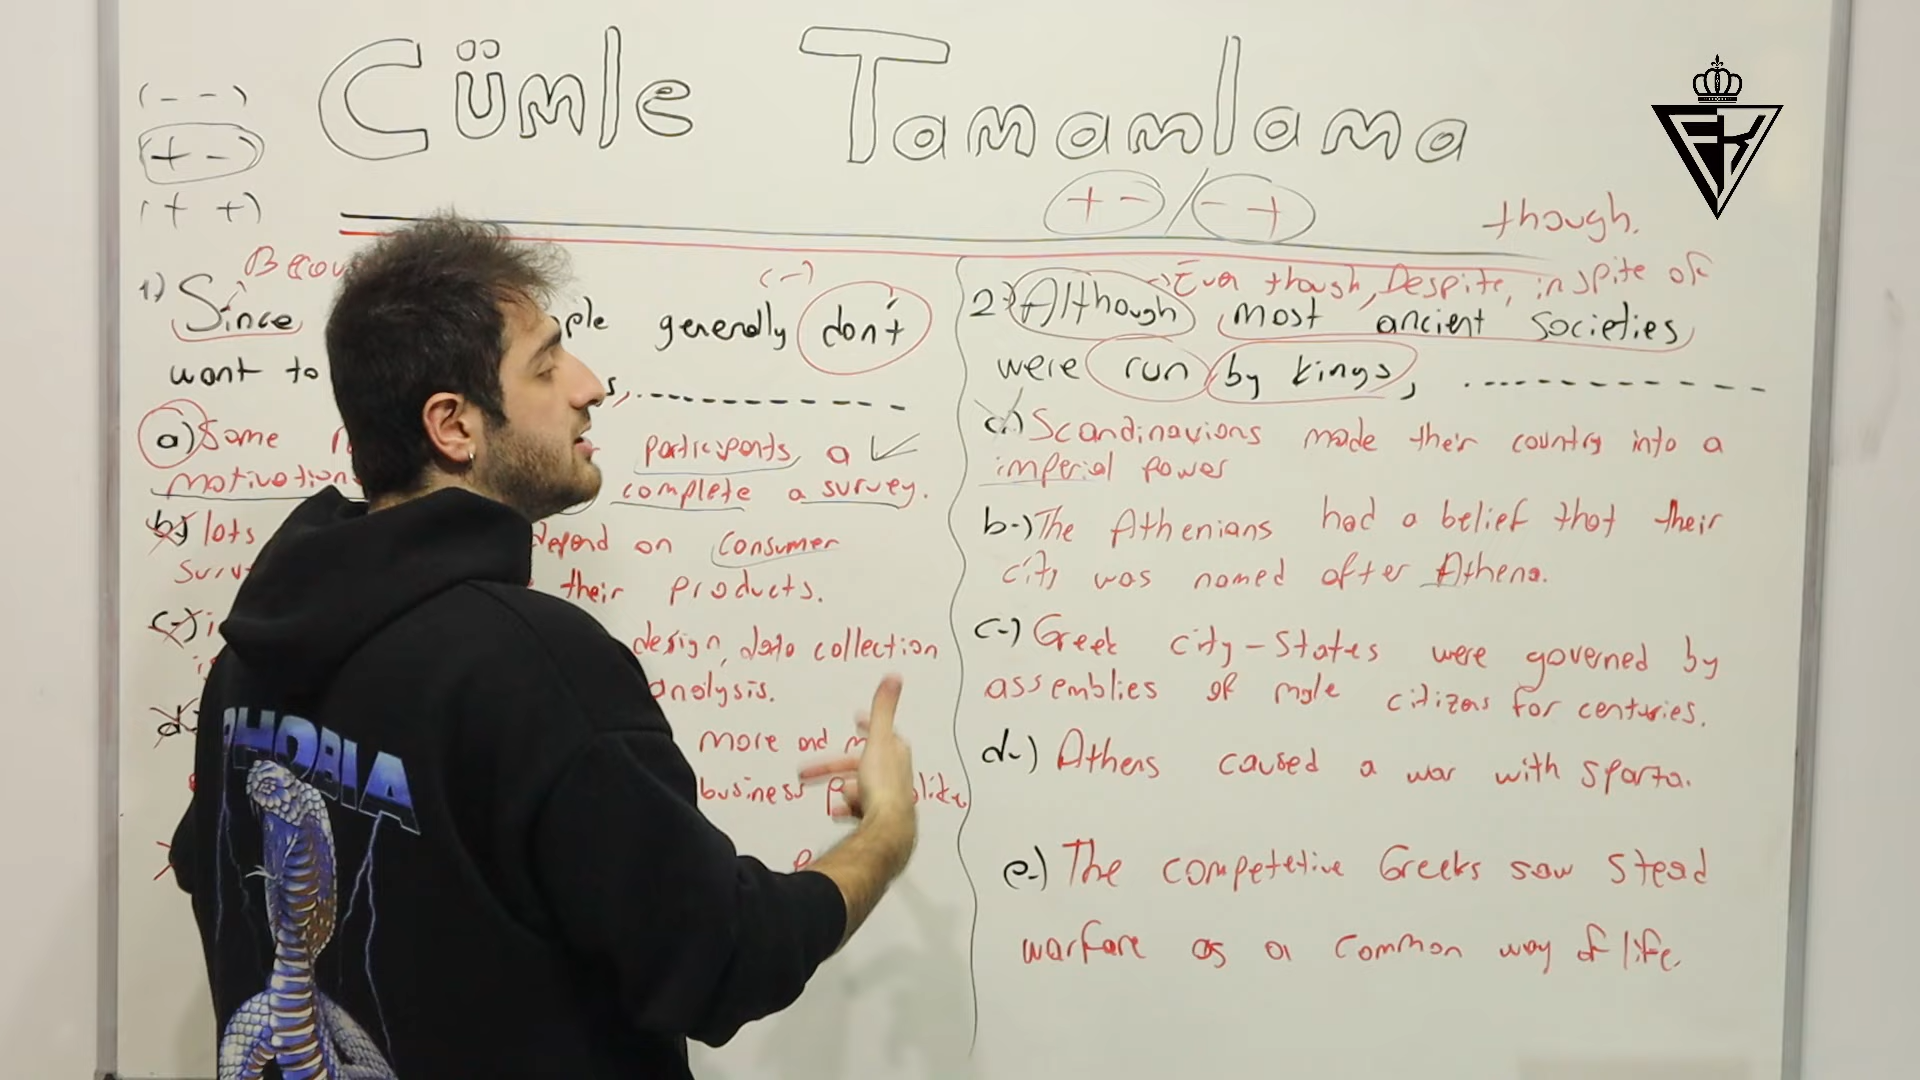 Cümle Tamamlama
(- -)
(+ -)
(+ +)
+ - / - +
though.
1) Since generally don't
(-)
want to
a) Some participants a
motivation complete a survey.
b) lots depend on consumer
their products.
c-) design, data collection
analysis.
more and
business like
2) Although most ancient societies
Even though, Despite, in spite of
were run by kings, ..............
a-) Scandinavions made their country into a
imperial power
b-) The Athenians had a belief that their
city was named after Athena.
c-) Greek city-States were governed by
assemblies of male citizens for centuries.
d-) Athens caused a war with sparta.
e-) The competetive Greeks saw stead
warfare as a common way of life.
PHOBIA
FK